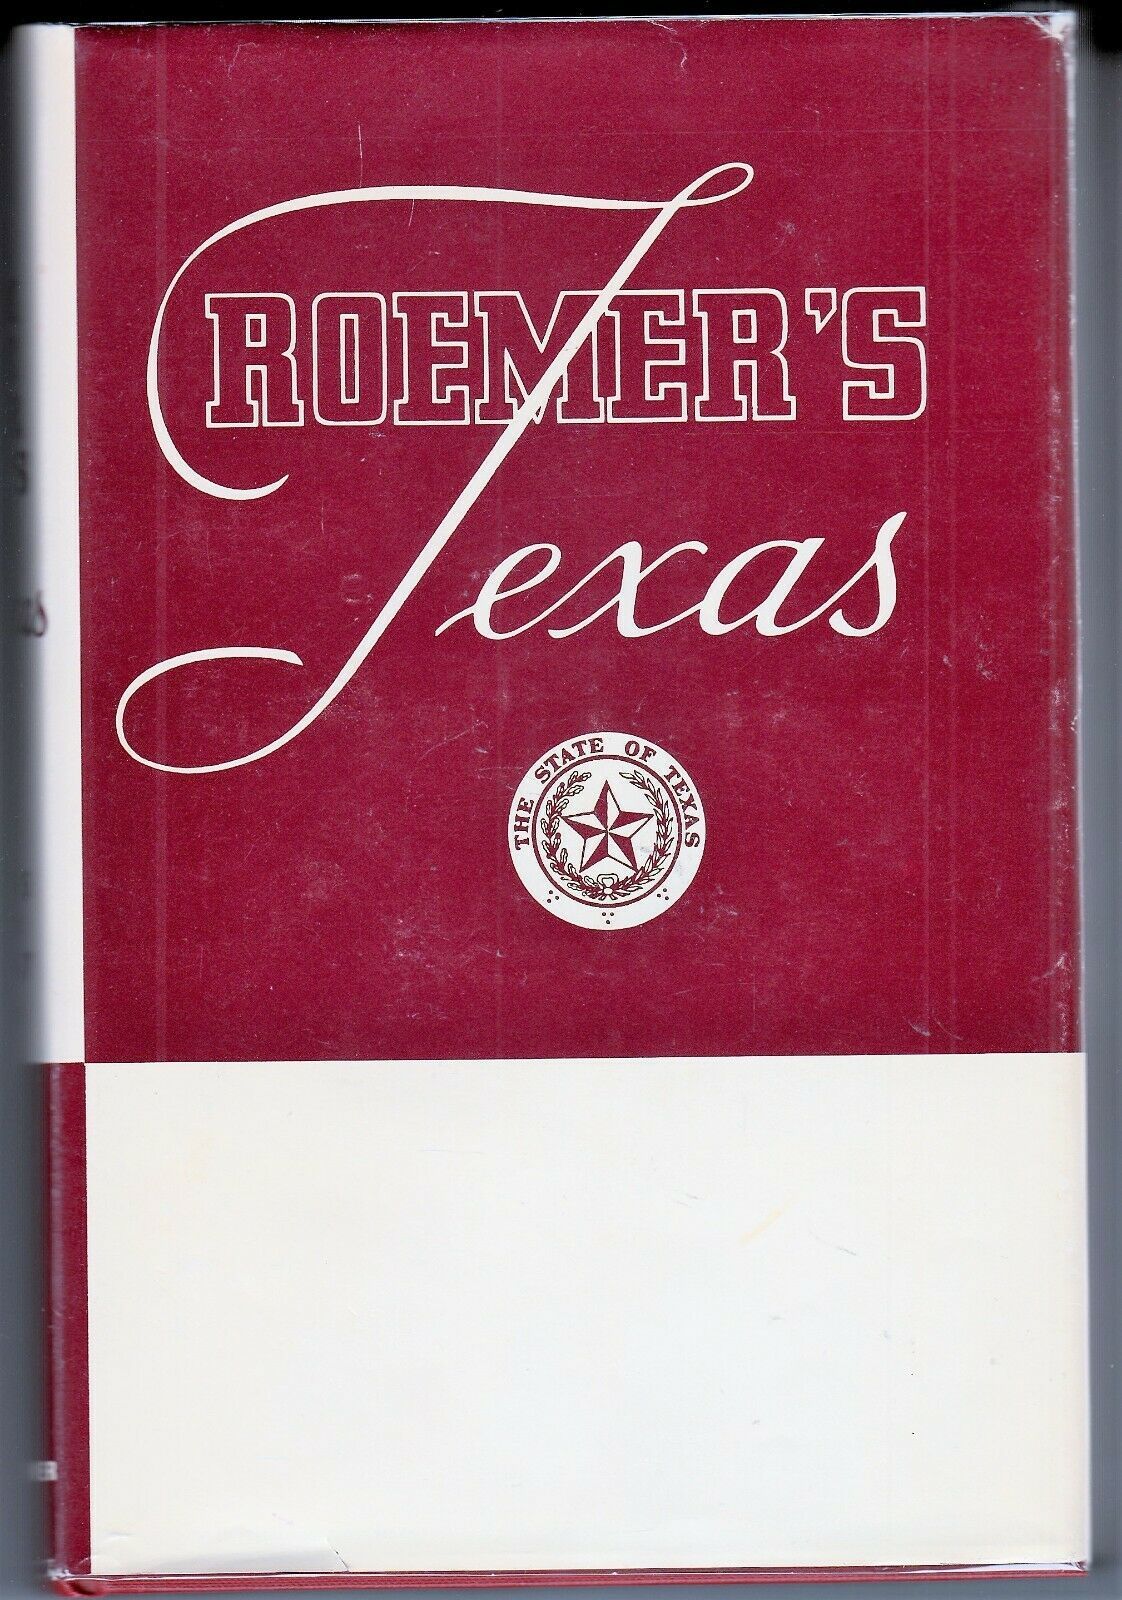 ROEMER'S
Texas
THE STATE OF TEXAS